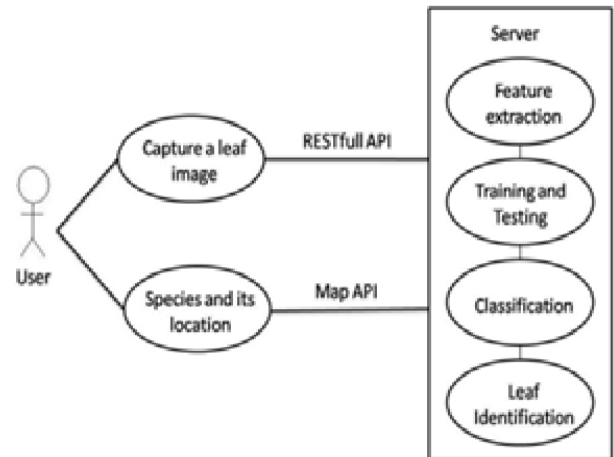 Server
Feature
extraction
Capture a leaf
image
RESTfull API
Training and
Testing
User
Species and its
location
Map API
Classification
Leaf
Identification